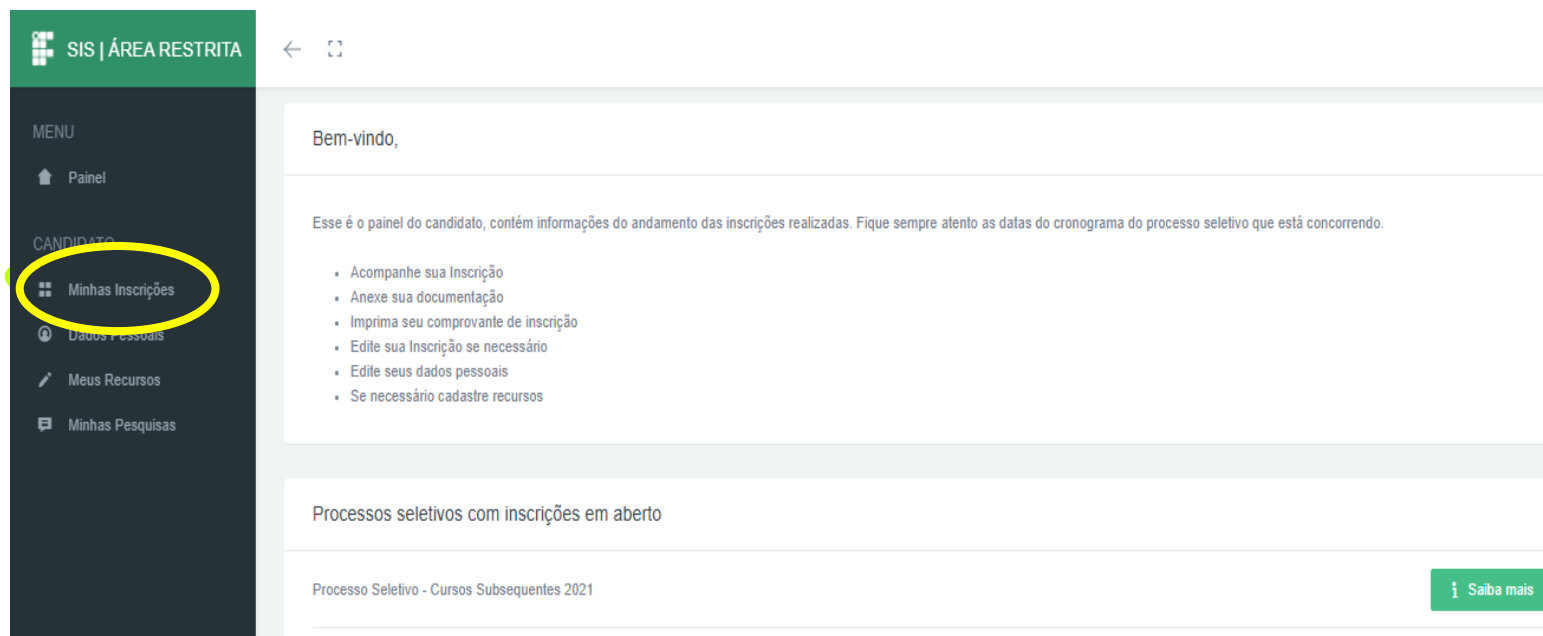 SIS | ÁREA RESTRITA
MENU
Painel
CANDIDATO
Minhas Inscrições
Dados Pessoais
Meus Recursos
Minhas Pesquisas
Bem-vindo,
Esse é o painel do candidato, contém informações do andamento das inscrições realizadas. Fique sempre atento as datas do cronograma do processo seletivo que está concorrendo.
Acompanhe sua Inscrição
Anexe sua documentação
Imprima seu comprovante de inscrição
Edite sua Inscrição se necessário
Edite seus dados pessoais
Se necessário cadastre recursos
Processos seletivos com inscrições em aberto
Processo Seletivo - Cursos Subsequentes 2021
Saiba mais